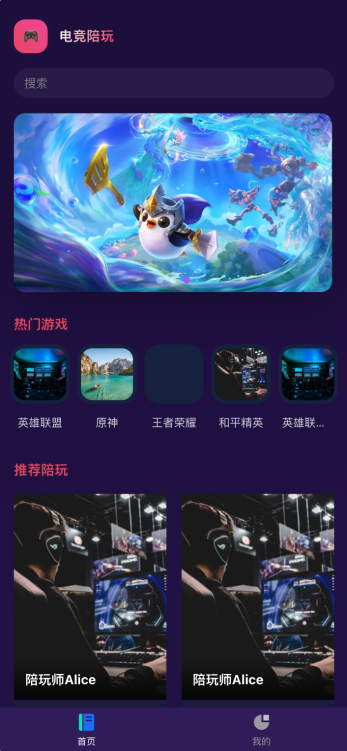 电竞陪玩
搜索
热门游戏
英雄联盟
原神
王者荣耀
和平精英
英雄联...
推荐陪玩
陪玩师Alice
陪玩师Alice
首页
我的